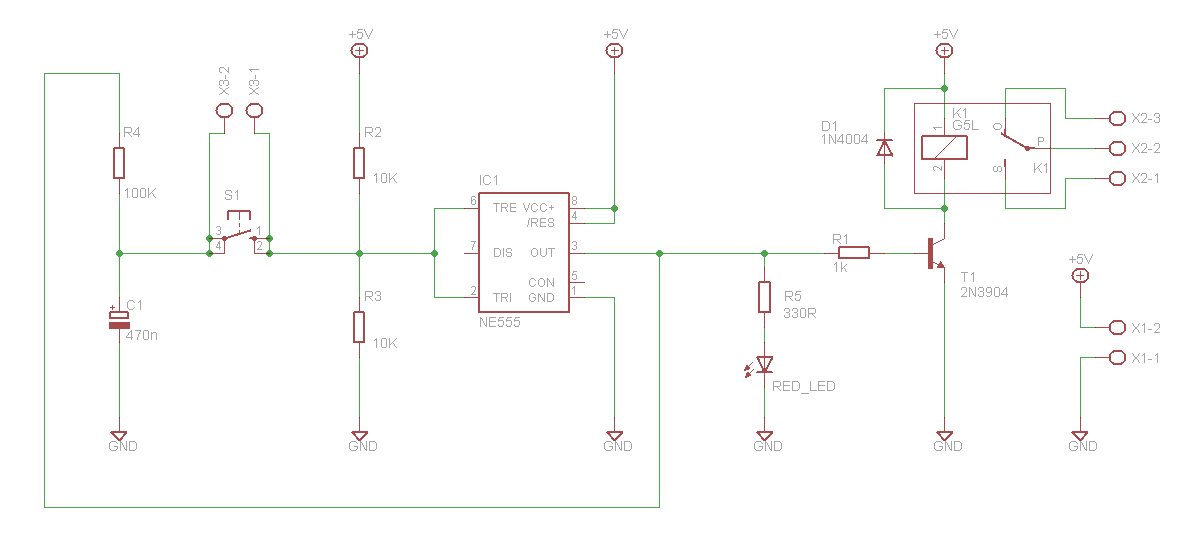 +5V
+5V
+5V
X3-2
X3-1
R4
100K
S1
3
1
4
2
R2
10K
IC1
6
TRE
VCC+
8
/RES
4
7
DIS
OUT
3
CON
5
2
TRI
GND
1
NE555
R3
10K
C1
+
470n
R5
330R
RED_LED
R1
1k
D1
1N4004
K1
G5L
1
2
O
P
S
K1
X2-3
X2-2
X2-1
T1
2N3904
+5V
X1-2
X1-1
GND
GND
GND
GND
GND
GND